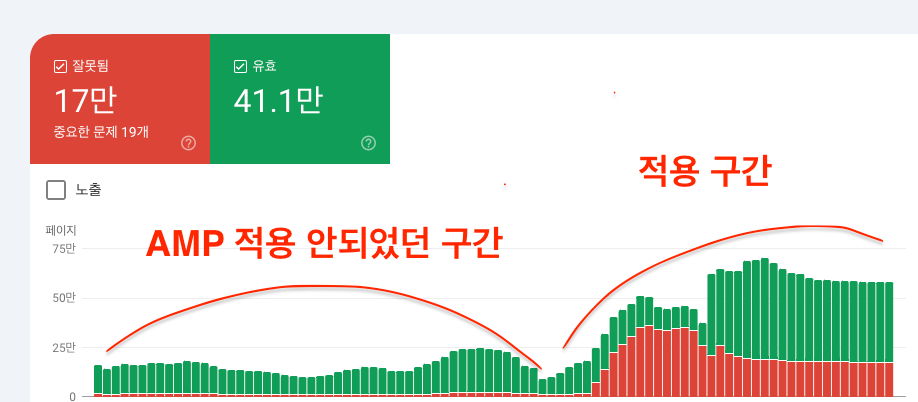 잘못됨
17만
중요한 문제 19개
유효
41.1만
노출
적용 구간
AMP 적용 안되었던 구간
페이지
75만
50만
25만
0